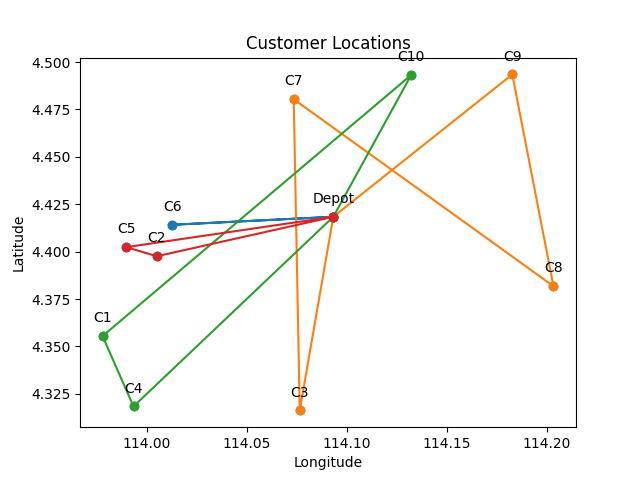 Customer Locations
4.500
4.475
4.450
4.425
4.400
4.375
4.350
4.325
Latitude
C10
C9
C7
Depot
C6
C5
C2
C8
C1
C4
C3
114.00
114.05
114.10
114.15
114.20
Longitude